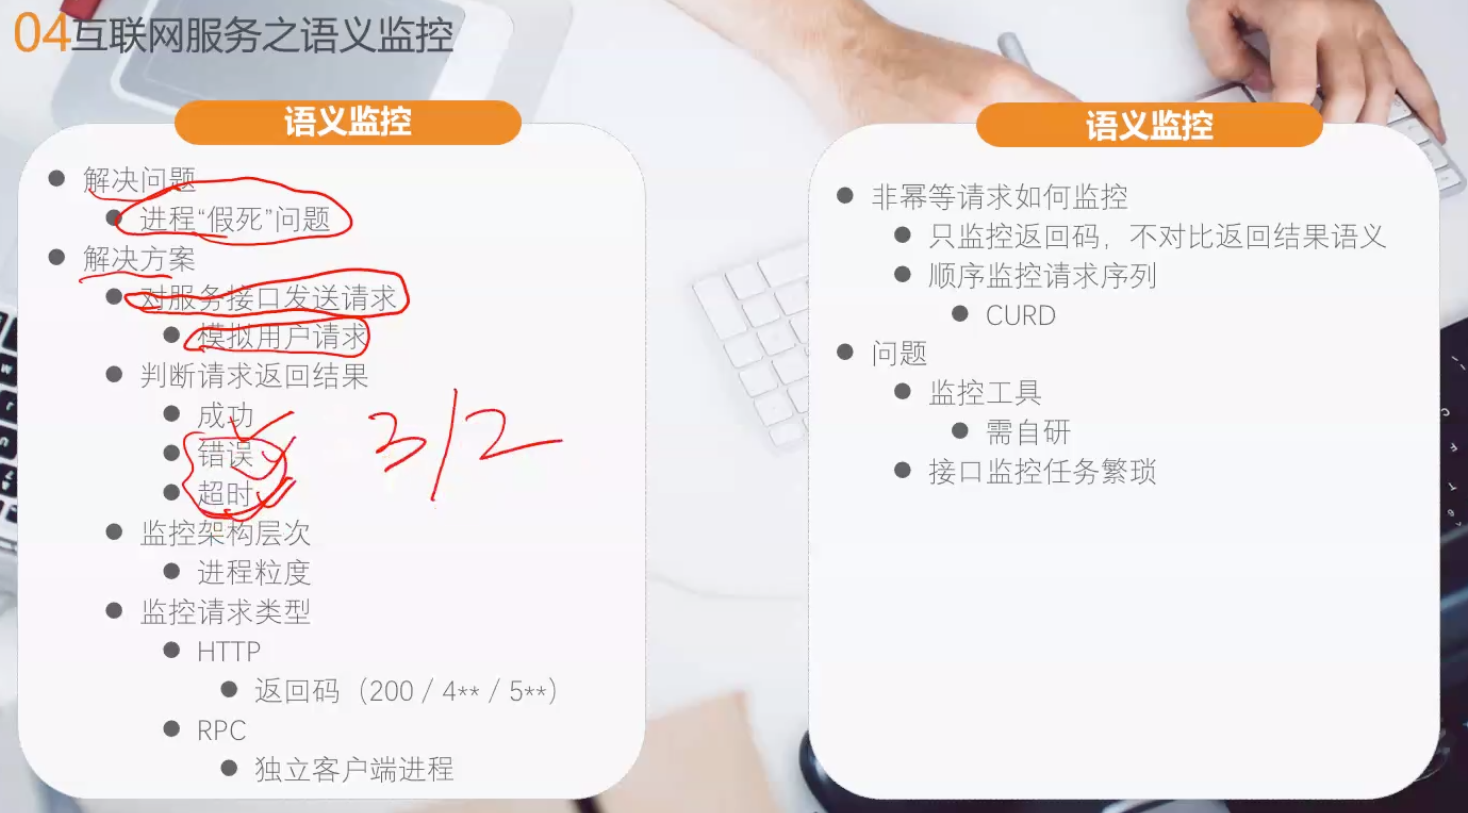 04互联网服务之语义监控
语义监控
解决问题
进程“假死”问题
解决方案
对服务接口发送请求
模拟用户请求
判断请求返回结果
成功
错误
超时
3/2
监控架构层次
进程粒度
监控请求类型
HTTP
返回码（200 / 4** / 5**）
RPC
独立客户端进程
语义监控
非幂等请求如何监控
只监控返回码，不对比返回结果语义
顺序监控请求序列
CURD
问题
监控工具
需自研
接口监控任务繁琐